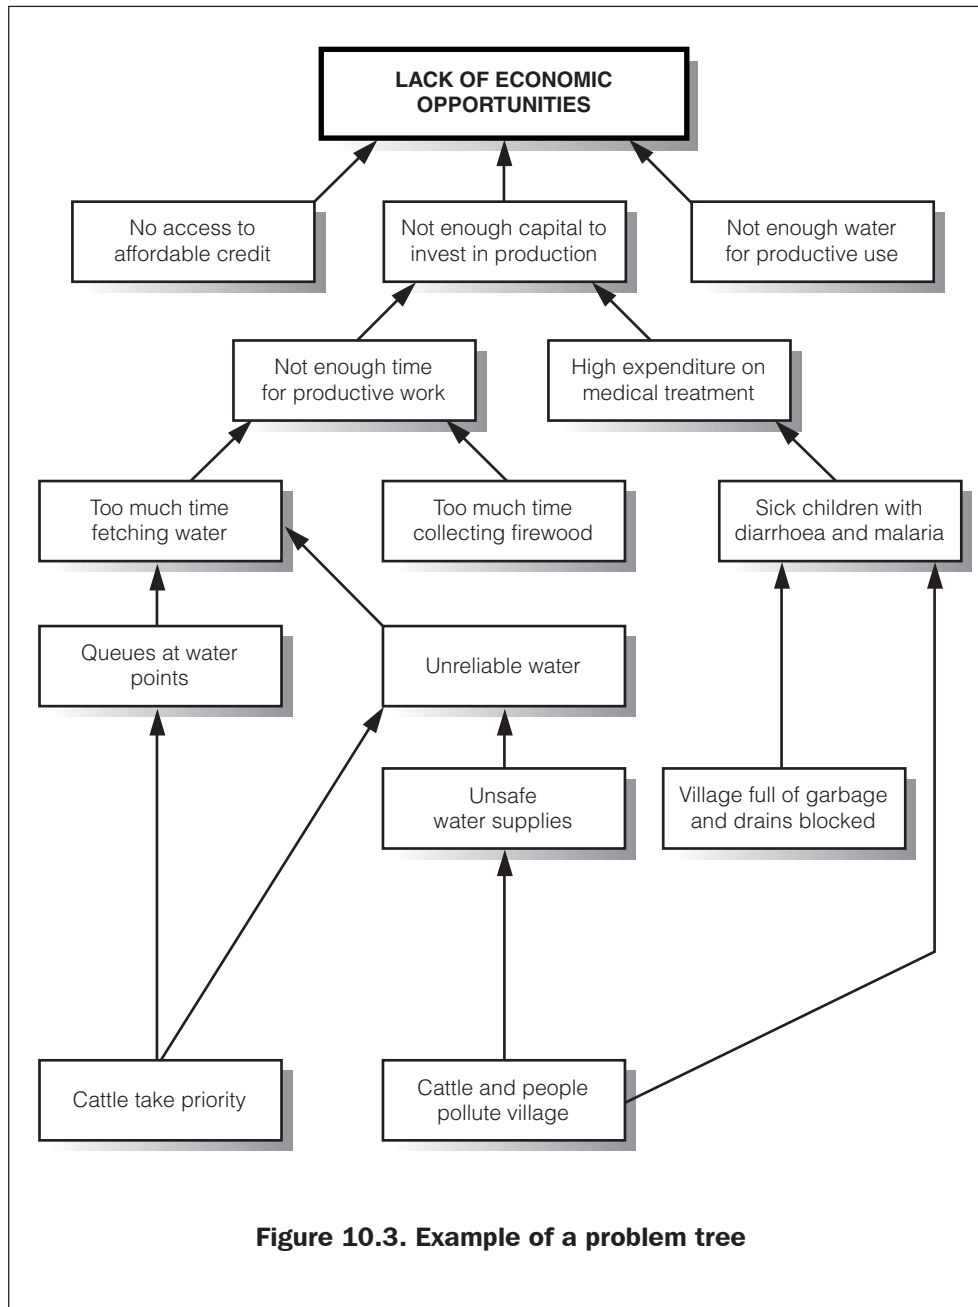 LACK OF ECONOMIC
OPPORTUNITIES
No access to
affordable credit
Not enough capital to
invest in production
Not enough water
for productive use
Not enough time
for productive work
High expenditure on
medical treatment
Too much time
fetching water
Too much time
collecting firewood
Sick children with
diarrhoea and malaria
Queues at water
points
Unreliable water
Unsafe
water supplies
Village full of garbage
and drains blocked
Cattle take priority
Cattle and people
pollute village
Figure 10.3. Example of a problem tree